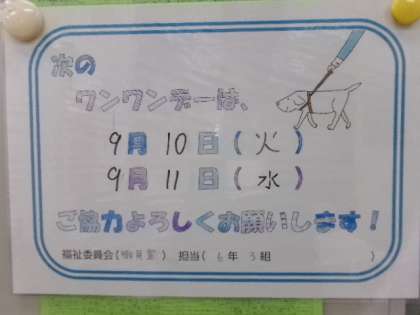 次の
ワンワンデーは、
9月10日(火)
9月11日(水)
ご協力よろしくお願いします!
福祉委員会( ) 担当(6年3組 )